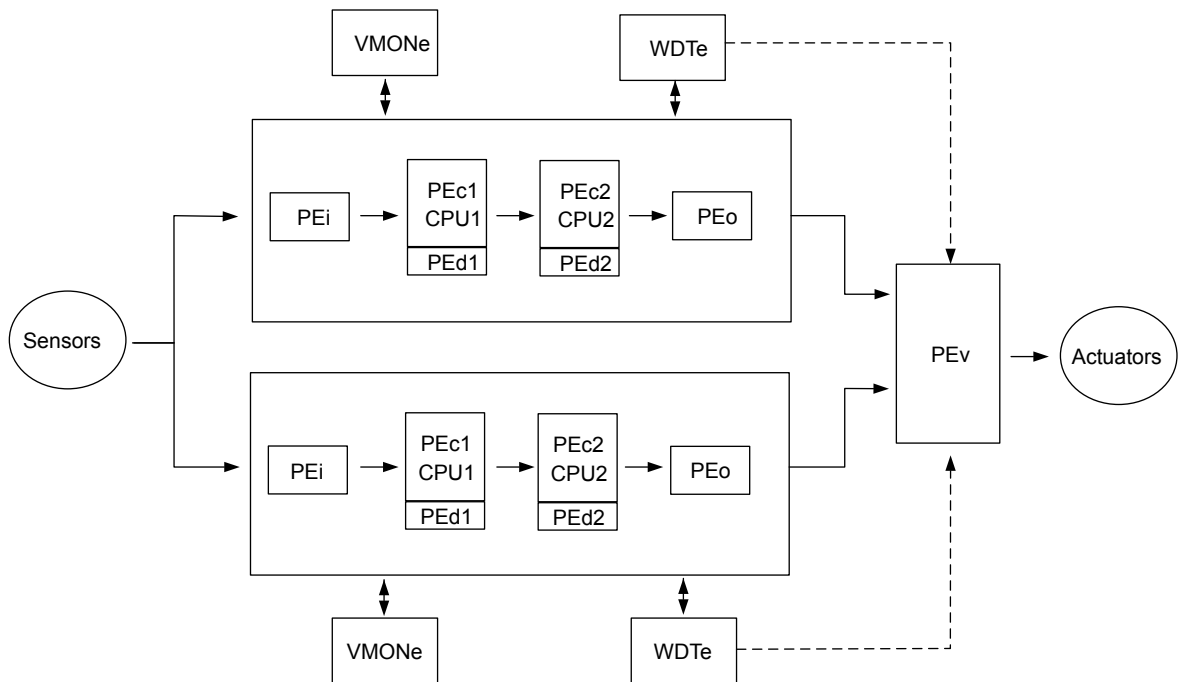 VMONe
WDTe
PEi
PEc1
CPU1
PEd1
PEc2
CPU2
PEd2
PEo
Sensors
PEv
Actuators
PEi
PEc1
CPU1
PEd1
PEc2
CPU2
PEd2
PEo
VMONe
WDTe